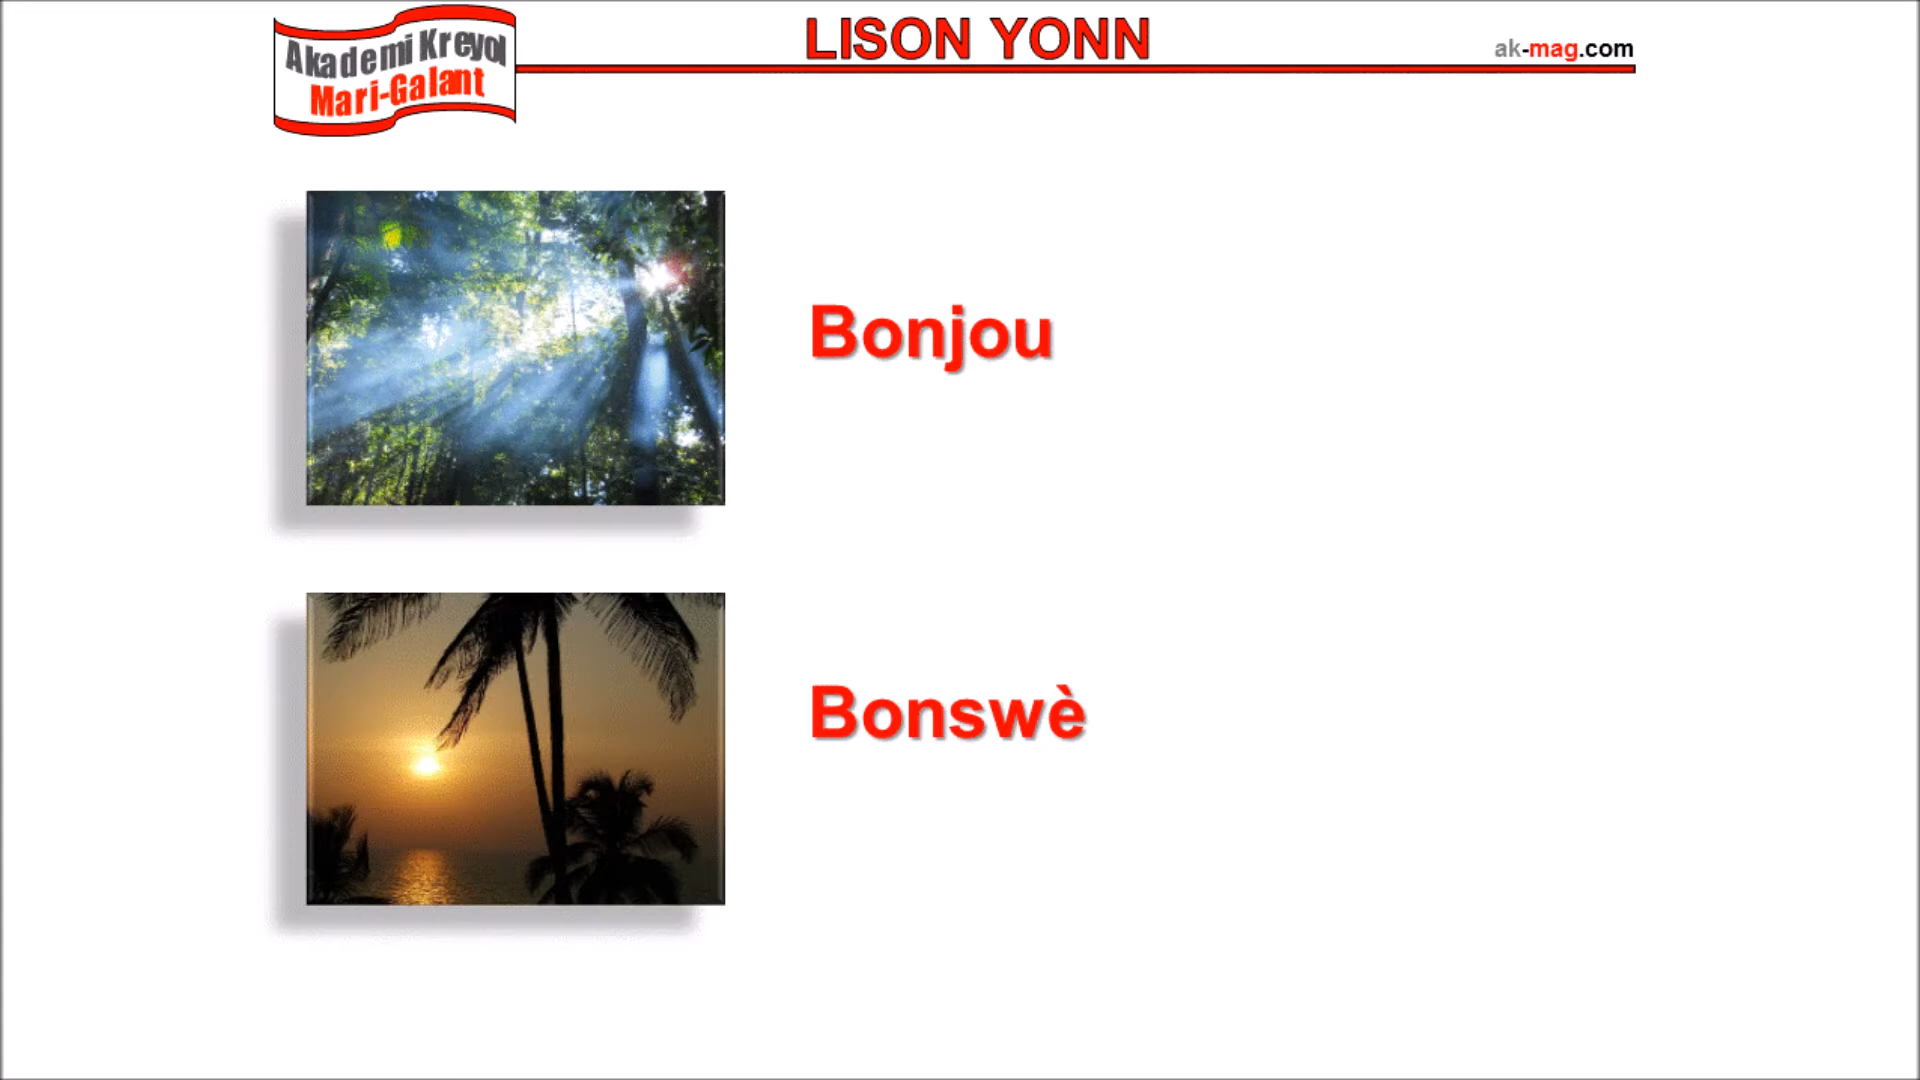 Akademi Kreyol
Mari-Galant
LISON YONN
ak-mag.com
Bonjou
Bonswè